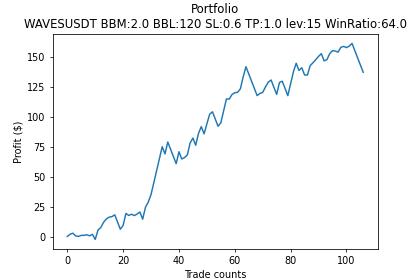 Portfolio
WAVESUSDT BBM:2.0 BBL:120 SL:0.6 TP:1.0 lev:15 WinRatio:64.0
Profit ($)
150
125
100
75
50
25
0
0 20 40 60 80 100
Trade counts